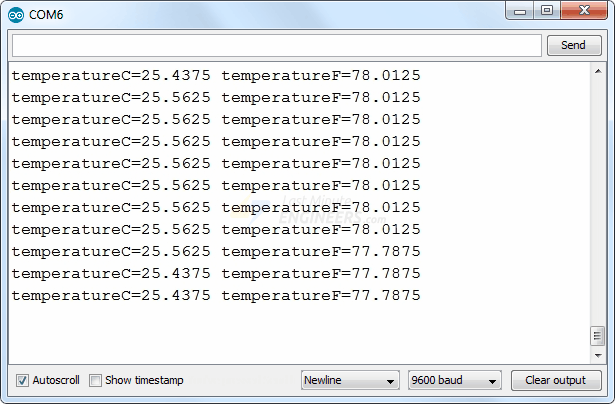 COM6
Send
temperatureC=25.4375 temperatureF=78.0125
temperatureC=25.5625 temperatureF=78.0125
temperatureC=25.5625 temperatureF=78.0125
temperatureC=25.5625 temperatureF=78.0125
temperatureC=25.5625 temperatureF=78.0125
temperatureC=25.5625 temperatureF=78.0125
temperatureC=25.5625 temperatureF=78.0125
temperatureC=25.5625 temperatureF=78.0125
temperatureC=25.5625 temperatureF=77.7875
temperatureC=25.4375 temperatureF=77.7875
temperatureC=25.4375 temperatureF=77.7875
Last Minute
ENGINEERS.com
Autoscroll Show timestamp Newline 9600 baud Clear output